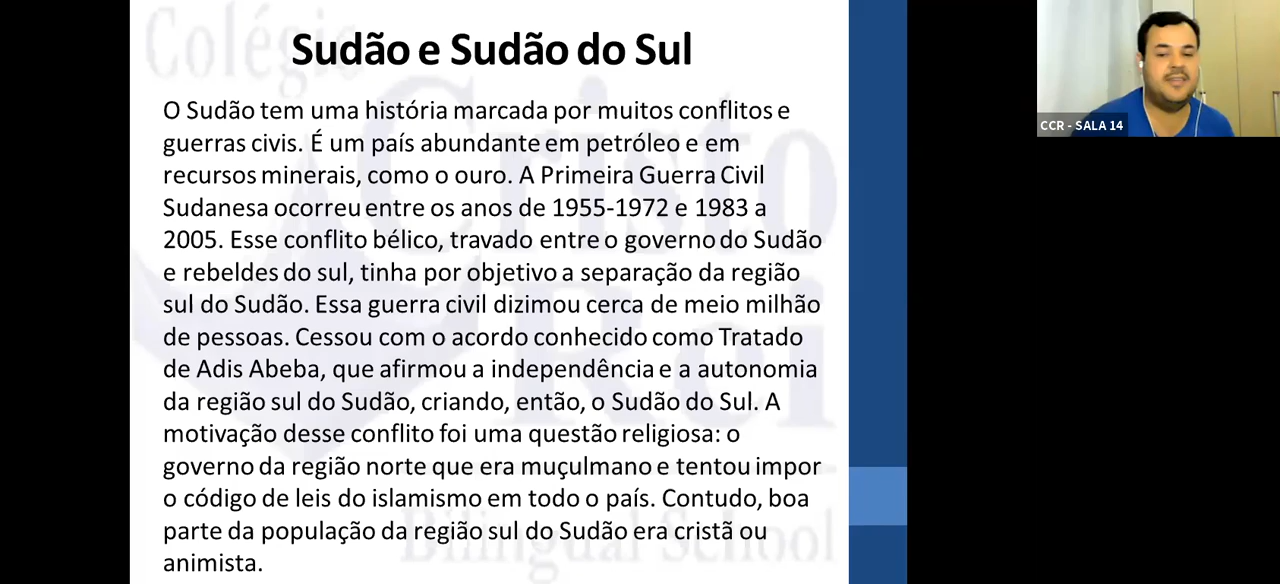 Sudão e Sudão do Sul
O Sudão tem uma história marcada por muitos conflitos e
guerras civis. É um país abundante em petróleo e em
recursos minerais, como o ouro. A Primeira Guerra Civil
Sudanesa ocorreu entre os anos de 1955-1972 e 1983 a
2005. Esse conflito bélico, travado entre o governo do Sudão
e rebeldes do sul, tinha por objetivo a separação da região
sul do Sudão. Essa guerra civil dizimou cerca de meio milhão
de pessoas. Cessou com o acordo conhecido como Tratado
de Adis Abeba, que afirmou a independência e a autonomia
da região sul do Sudão, criando, então, o Sudão do Sul. A
motivação desse conflito foi uma questão religiosa: o
governo da região norte que era muçulmano e tentou impor
o código de leis do islamismo em todo o país. Contudo, boa
parte da população da região sul do Sudão era cristã ou
animista.
CCR - SALA 14
Colégio
Cristo
Rei
Bilingual School